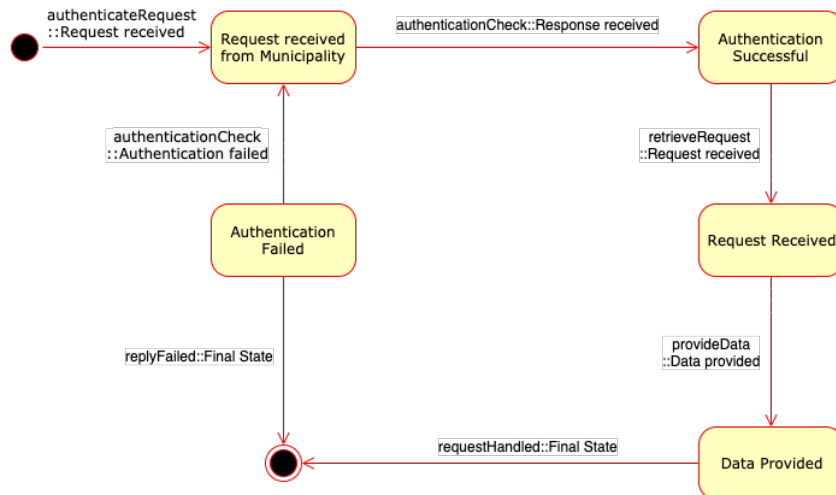 authenticateRequest
::Request received
Request received
from Municipality
authenticationCheck::Response received
Authentication
Successful
authenticationCheck
::Authentication failed
retrieveRequest
::Request received
Authentication
Failed
Request Received
replyFailed::Final State
provideData
::Data provided
requestHandled::Final State
Data Provided